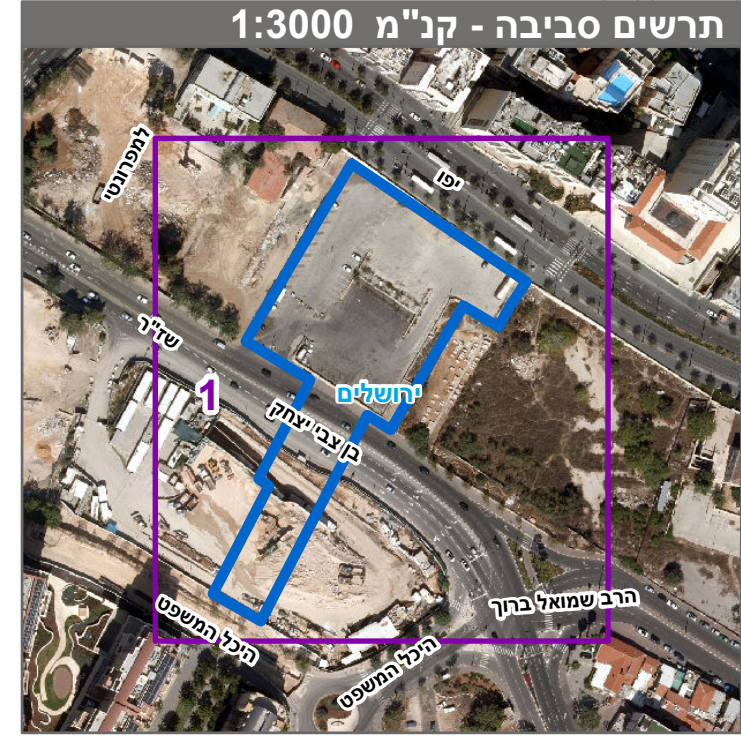 תרשים סביבה - קנ"מ 1:3000
למפרונטי
יפו
שז"ר
1
ירושלים
בן צבי יצחק
הרב שמואל ברוך
היכל המשפט
היכל המשפט